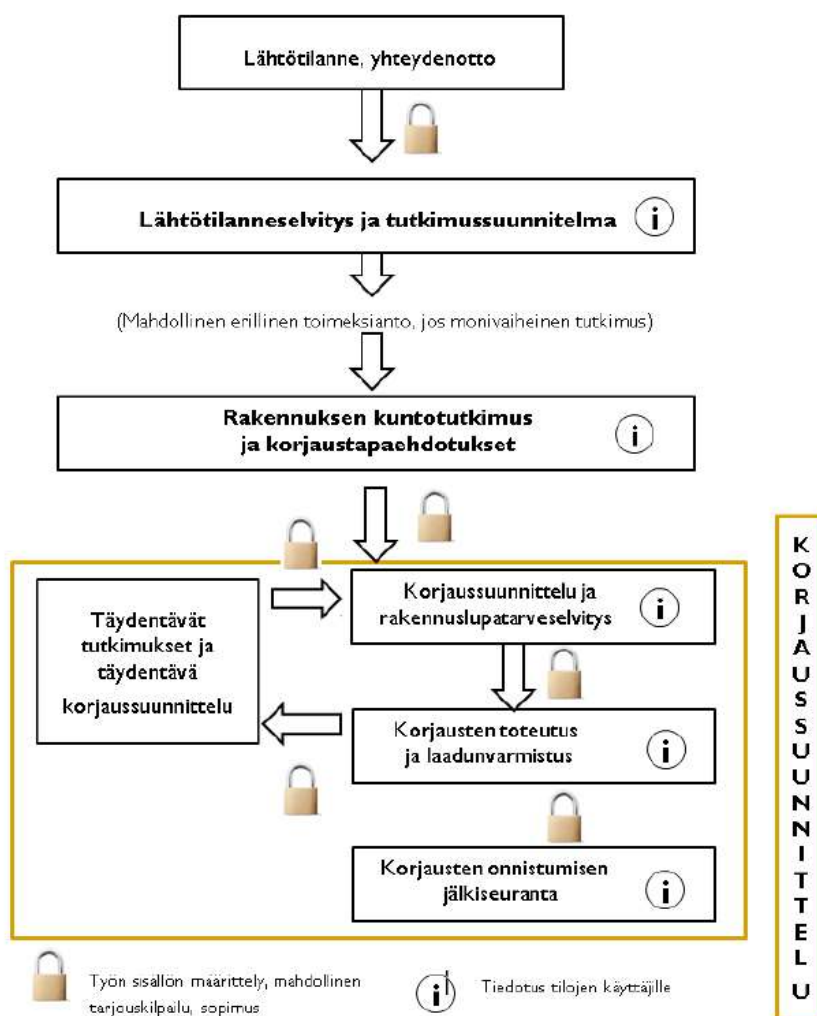 Lähtötilanne, yhteydenotto
Lähtötilanneselvitys ja tutkimussuunnitelma
i
(Mahdollinen erillinen toimeksianto, jos monivaiheinen tutkimus)
Rakennuksen kuntotutkimus
ja korjaustapaehdotukset
i
Korjaussuunnittelu ja
rakennuslupatarveselvitys
i
Täydentävät
tutkimukset ja
täydentävä
korjaussuunnittelu
Korjausten toteutus
ja laadunvarmistus
i
Korjausten onnistumisen
jälkiseuranta
i
K
O
R
J
A
U
S
S
U
U
N
N
I
T
T
E
L
U
Työn sisällön määrittely, mahdollinen
tarjouskilpailu, sopimus
i
Tiedotus tilojen käyttäjille